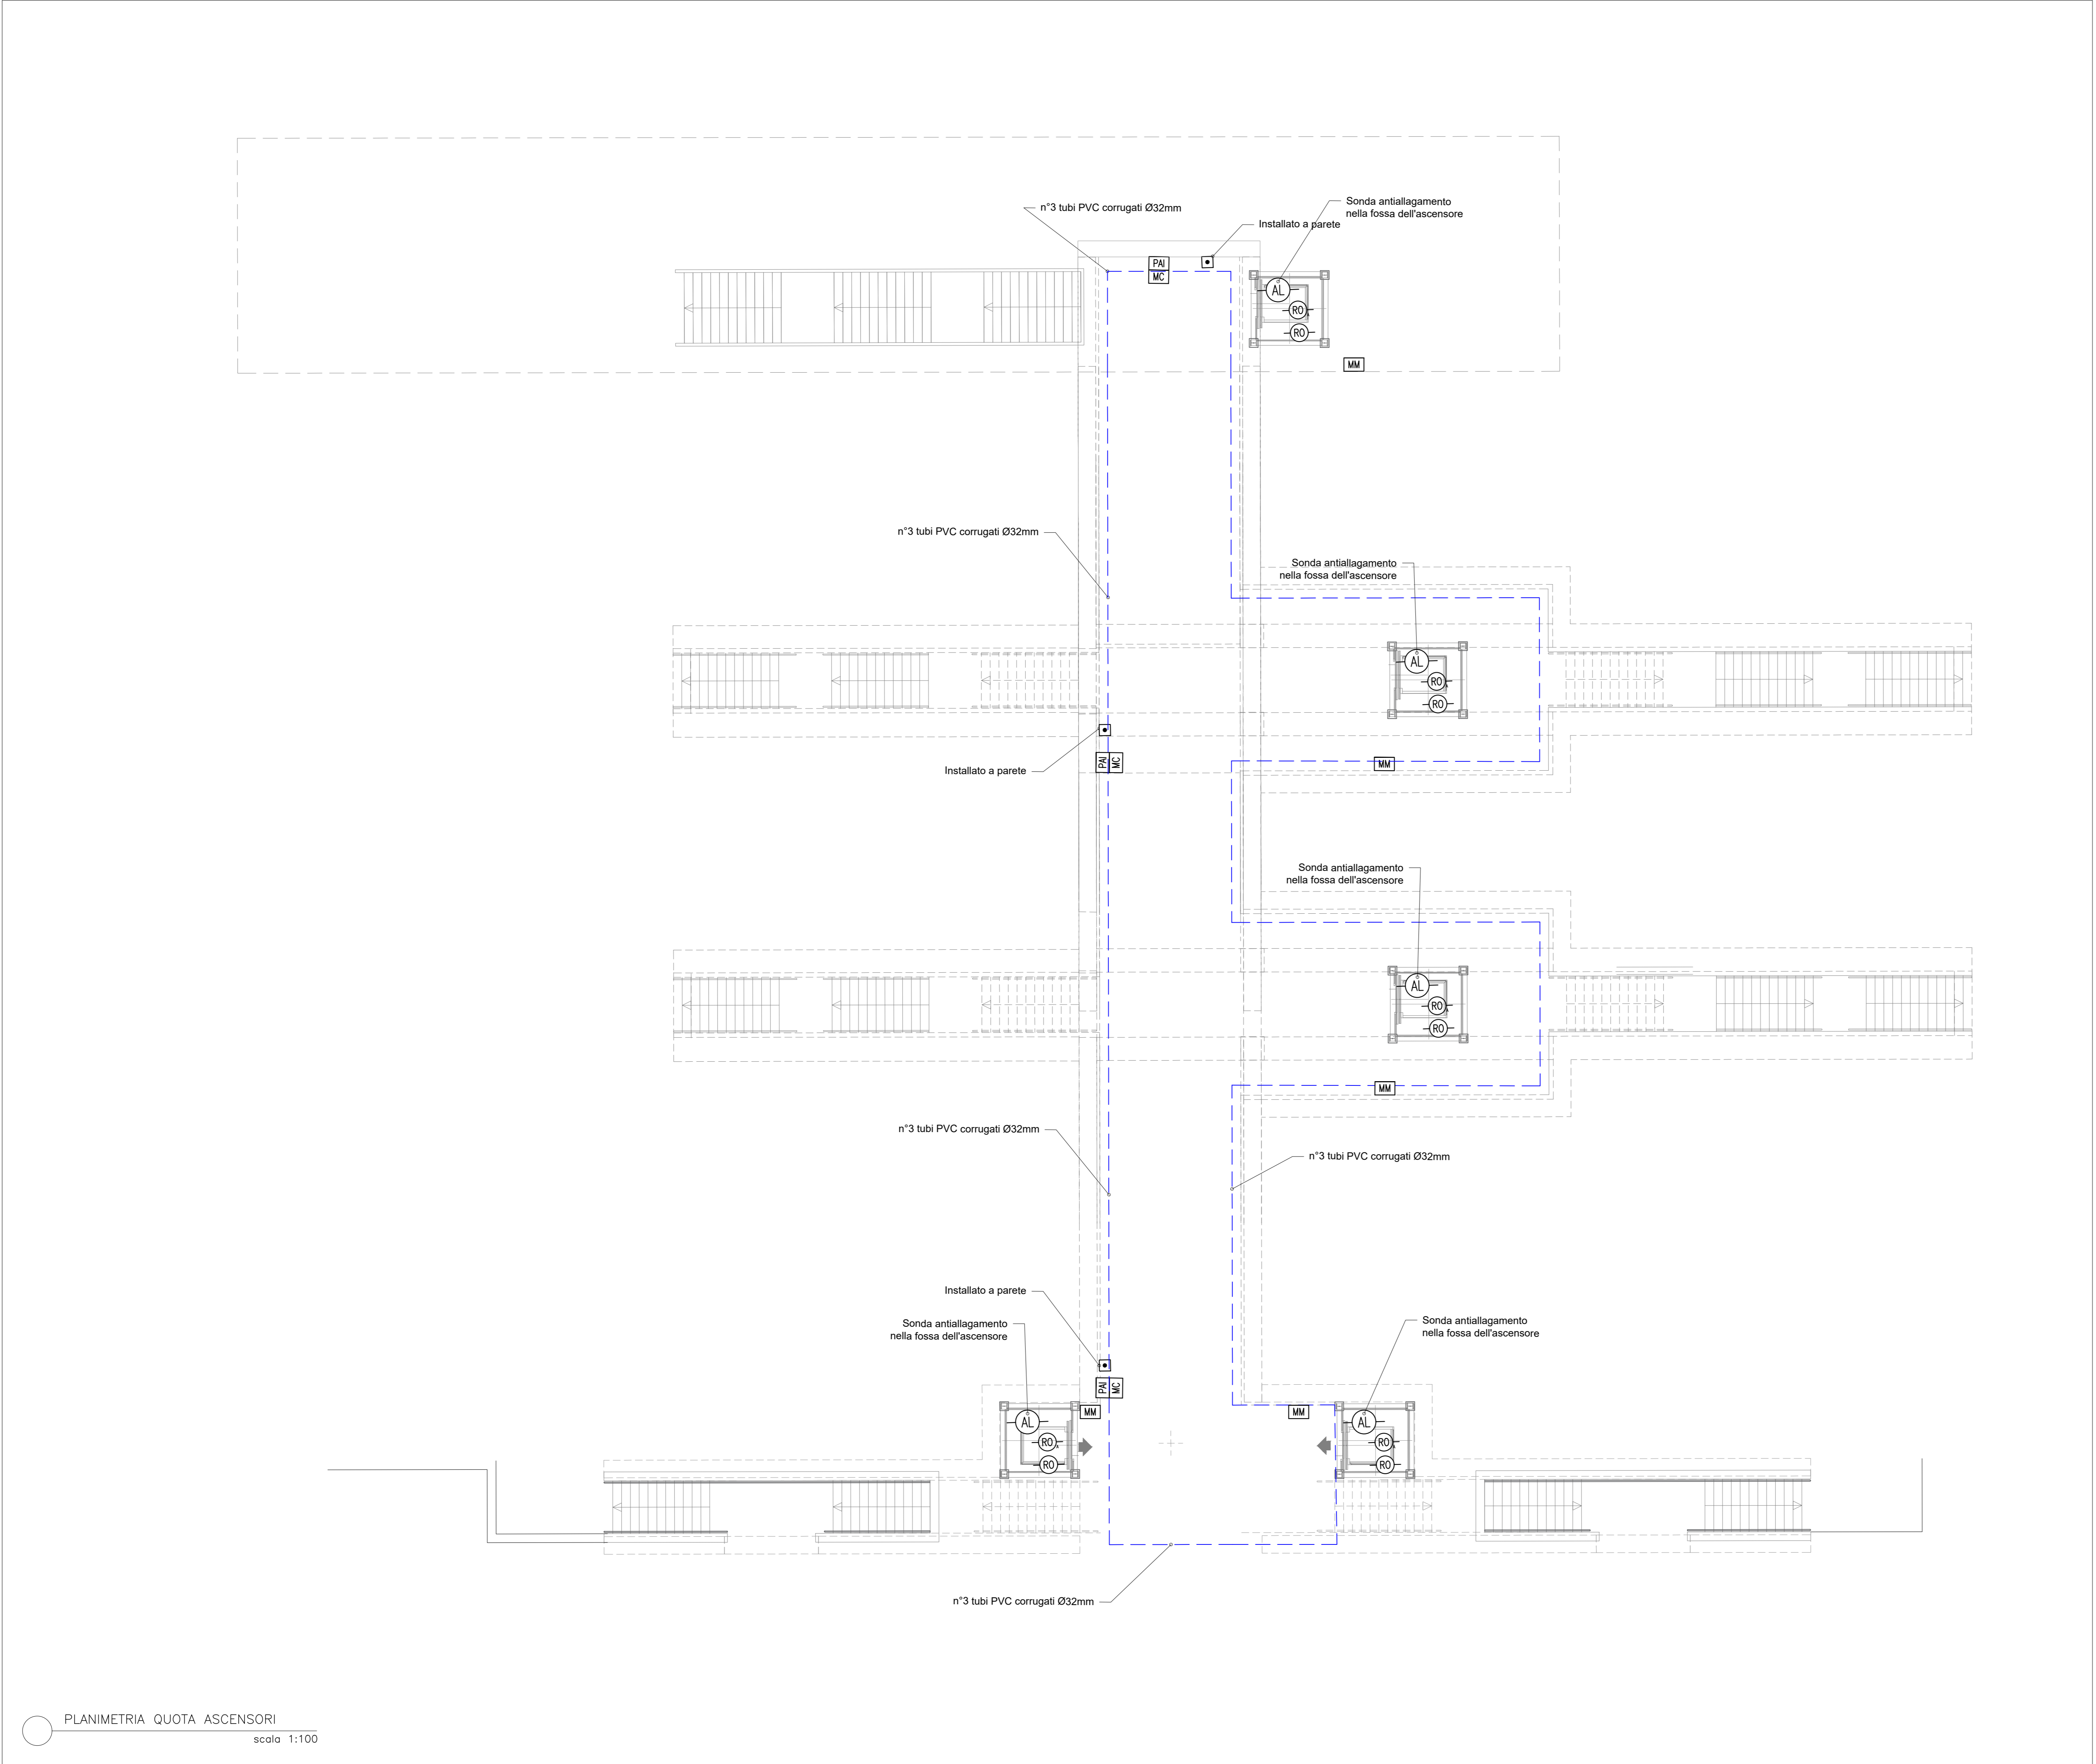 Sonda antiallagamento
nella fossa dell'ascensore
n°3 tubi PVC corrugati Ø32mm
Installato a parete
PAI
MC
AL
RO
RO
MM
n°3 tubi PVC corrugati Ø32mm
Sonda antiallagamento
nella fossa dell'ascensore
AL
RO
RO
Installato a parete
PAI
MC
MM
Sonda antiallagamento
nella fossa dell'ascensore
AL
RO
RO
MM
n°3 tubi PVC corrugati Ø32mm
n°3 tubi PVC corrugati Ø32mm
Installato a parete
Sonda antiallagamento
nella fossa dell'ascensore
Sonda antiallagamento
nella fossa dell'ascensore
PAI
MC
AL
MM
MM
AL
RO
RO
RO
RO
n°3 tubi PVC corrugati Ø32mm
PLANIMETRIA QUOTA ASCENSORI
scala 1:100